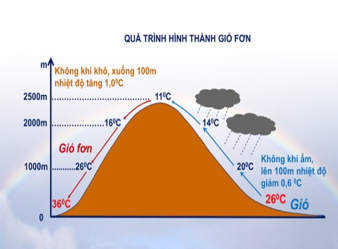 QUÁ TRÌNH HÌNH THÀNH GIÓ FƠN
m
Không khí khô, xuống 100m
nhiệt độ tăng 1,0⁰C
2500m
11⁰C
2000m
16⁰C
14⁰C
Gió fơn
1000m
26⁰C
20⁰C
Không khí ẩm,
lên 100m nhiệt độ
giảm 0,6 ⁰C
36⁰C
26⁰C
Gió
0